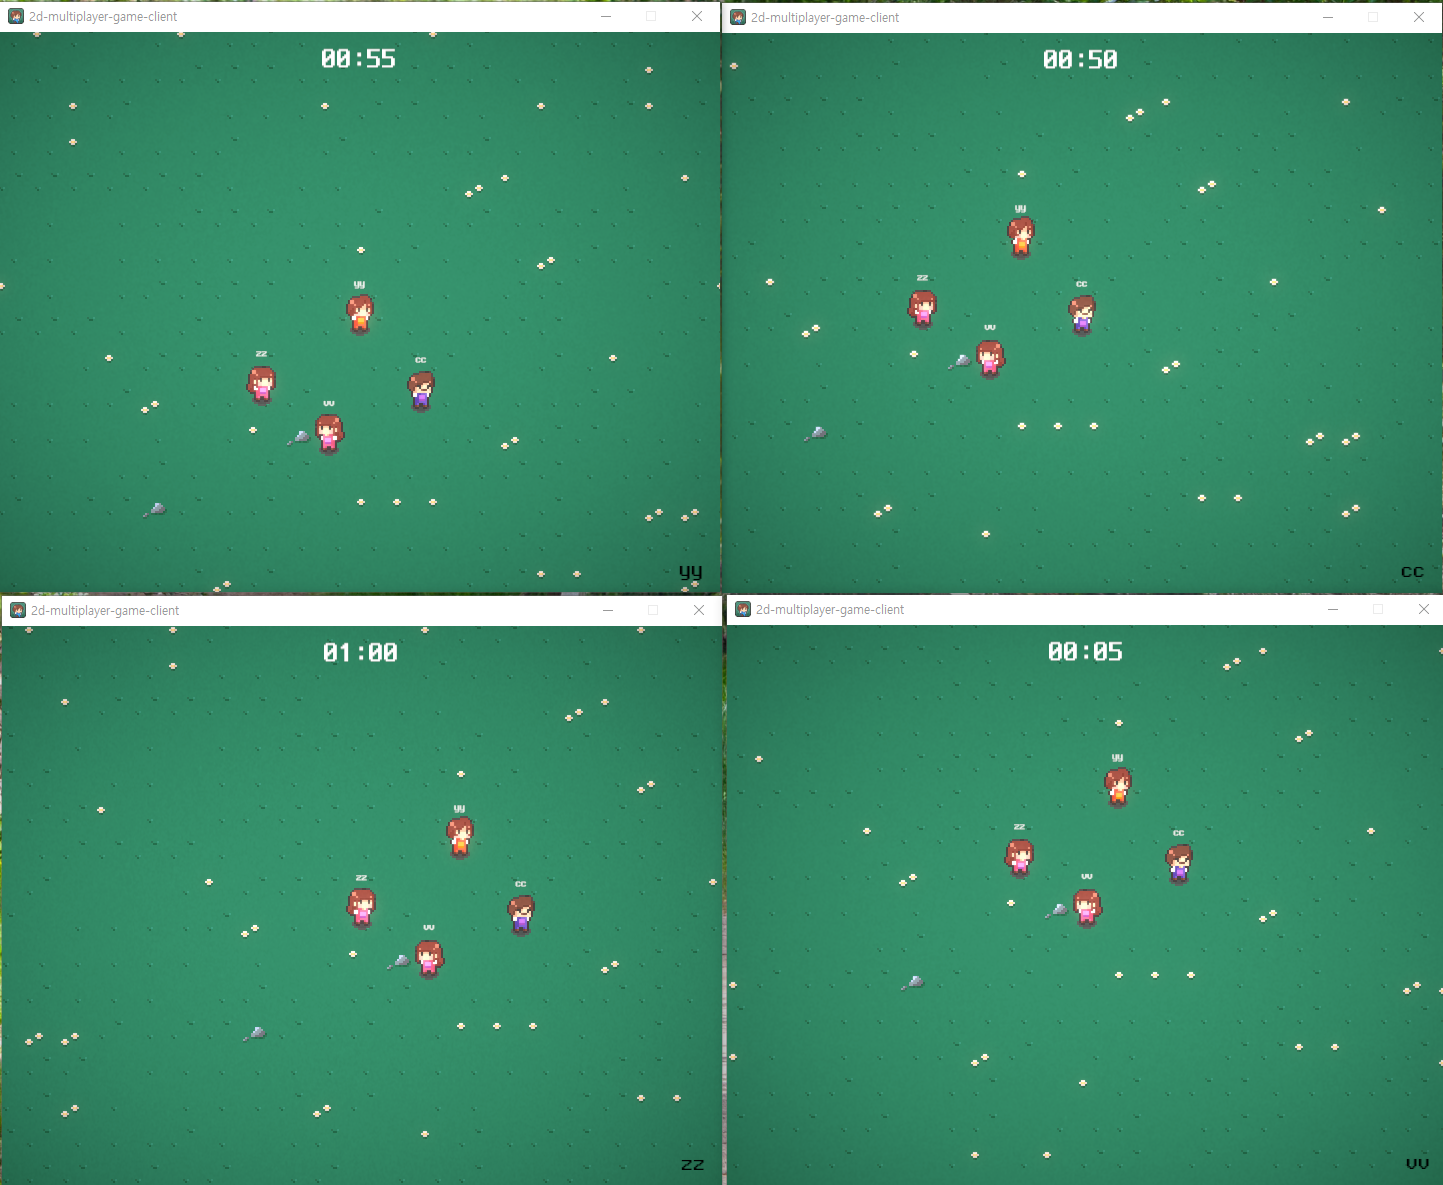 2d-multiplayer-game-client
00:55
yy
zz
cc
vv
yy
2d-multiplayer-game-client
00:50
yy
zz
cc
vv
cc
2d-multiplayer-game-client
01:00
yy
zz
cc
vv
zz
2d-multiplayer-game-client
00:05
yy
zz
cc
vv
vv